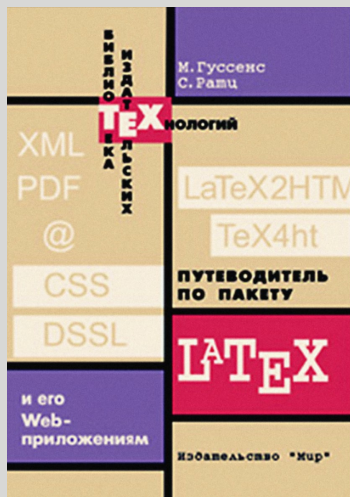 М. Гуссенс
С. Ратц
БИБЛИОТЕКА
ИЗДАТЕЛЬСКИХ
ТЕХнологий
XML
PDF
@
CSS
DSSL
LaTeX2HTM
TeX4ht
ПУТЕВОДИТЕЛЬ
ПО ПАКЕТУ
LATEX
и его
Web-
приложениям
Издательство "Мир"